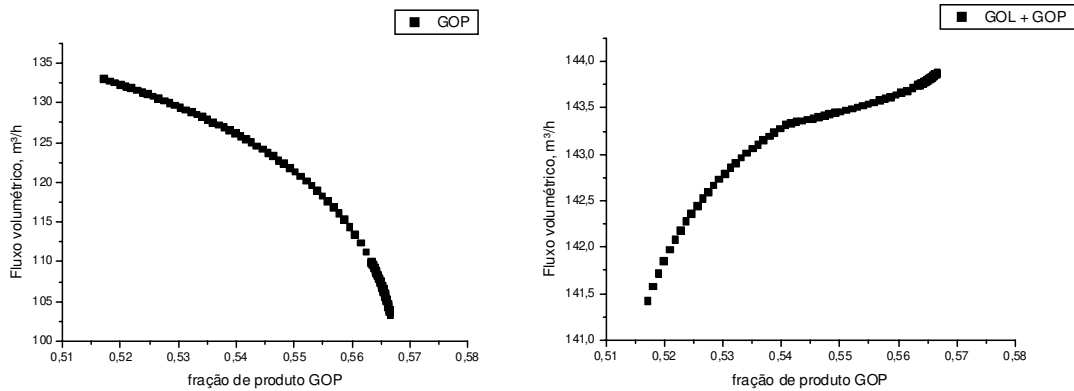 GOP
135
130
125
120
115
110
105
100
Fluxo volumétrico, m³/h
0,51 0,52 0,53 0,54 0,55 0,56 0,57 0,58
fração de produto GOP
GOL + GOP
144,0
143,5
143,0
142,5
142,0
141,5
141,0
Fluxo volumétrico, m³/h
0,51 0,52 0,53 0,54 0,55 0,56 0,57 0,58
fração de produto GOP